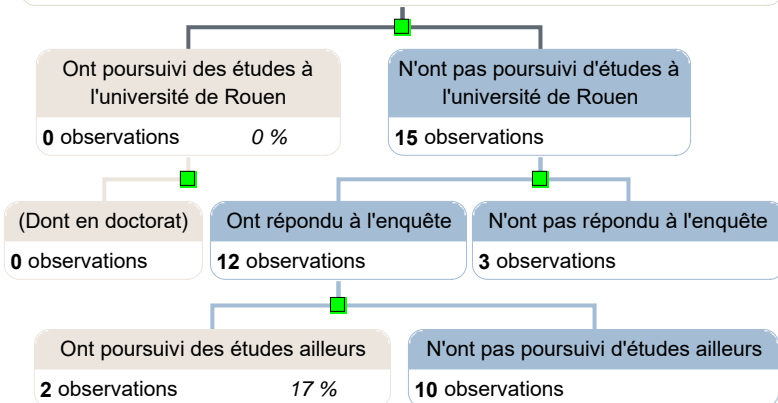 Ont poursuivi des études à
l'université de Rouen
0 observations 0 %
N'ont pas poursuivi d'études à
l'université de Rouen
15 observations
(Dont en doctorat)
0 observations
Ont répondu à l'enquête
12 observations
N'ont pas répondu à l'enquête
3 observations
Ont poursuivi des études ailleurs
2 observations 17 %
N'ont pas poursuivi d'études ailleurs
10 observations